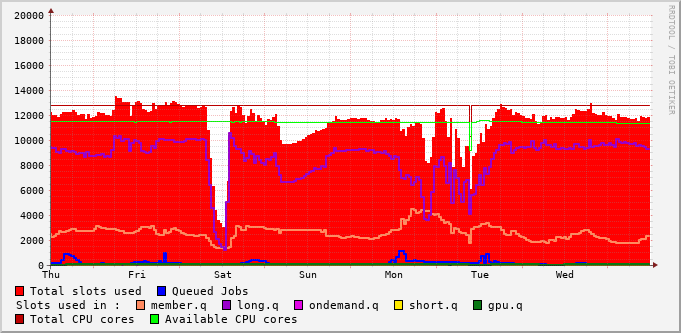 RRDTOOL / TOBI OETIKER
20000
18000
16000
14000
12000
10000
8000
6000
4000
2000
0
Thu Fri Sat Sun Mon Tue Wed
Total slots used Queued Jobs
Slots used in : member.q long.q ondemand.q short.q gpu.q
Total CPU cores Available CPU cores